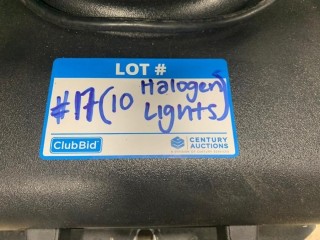 LOT #
#17 (10 Halogen
Lights)
ClubBid
CENTURY
AUCTIONS